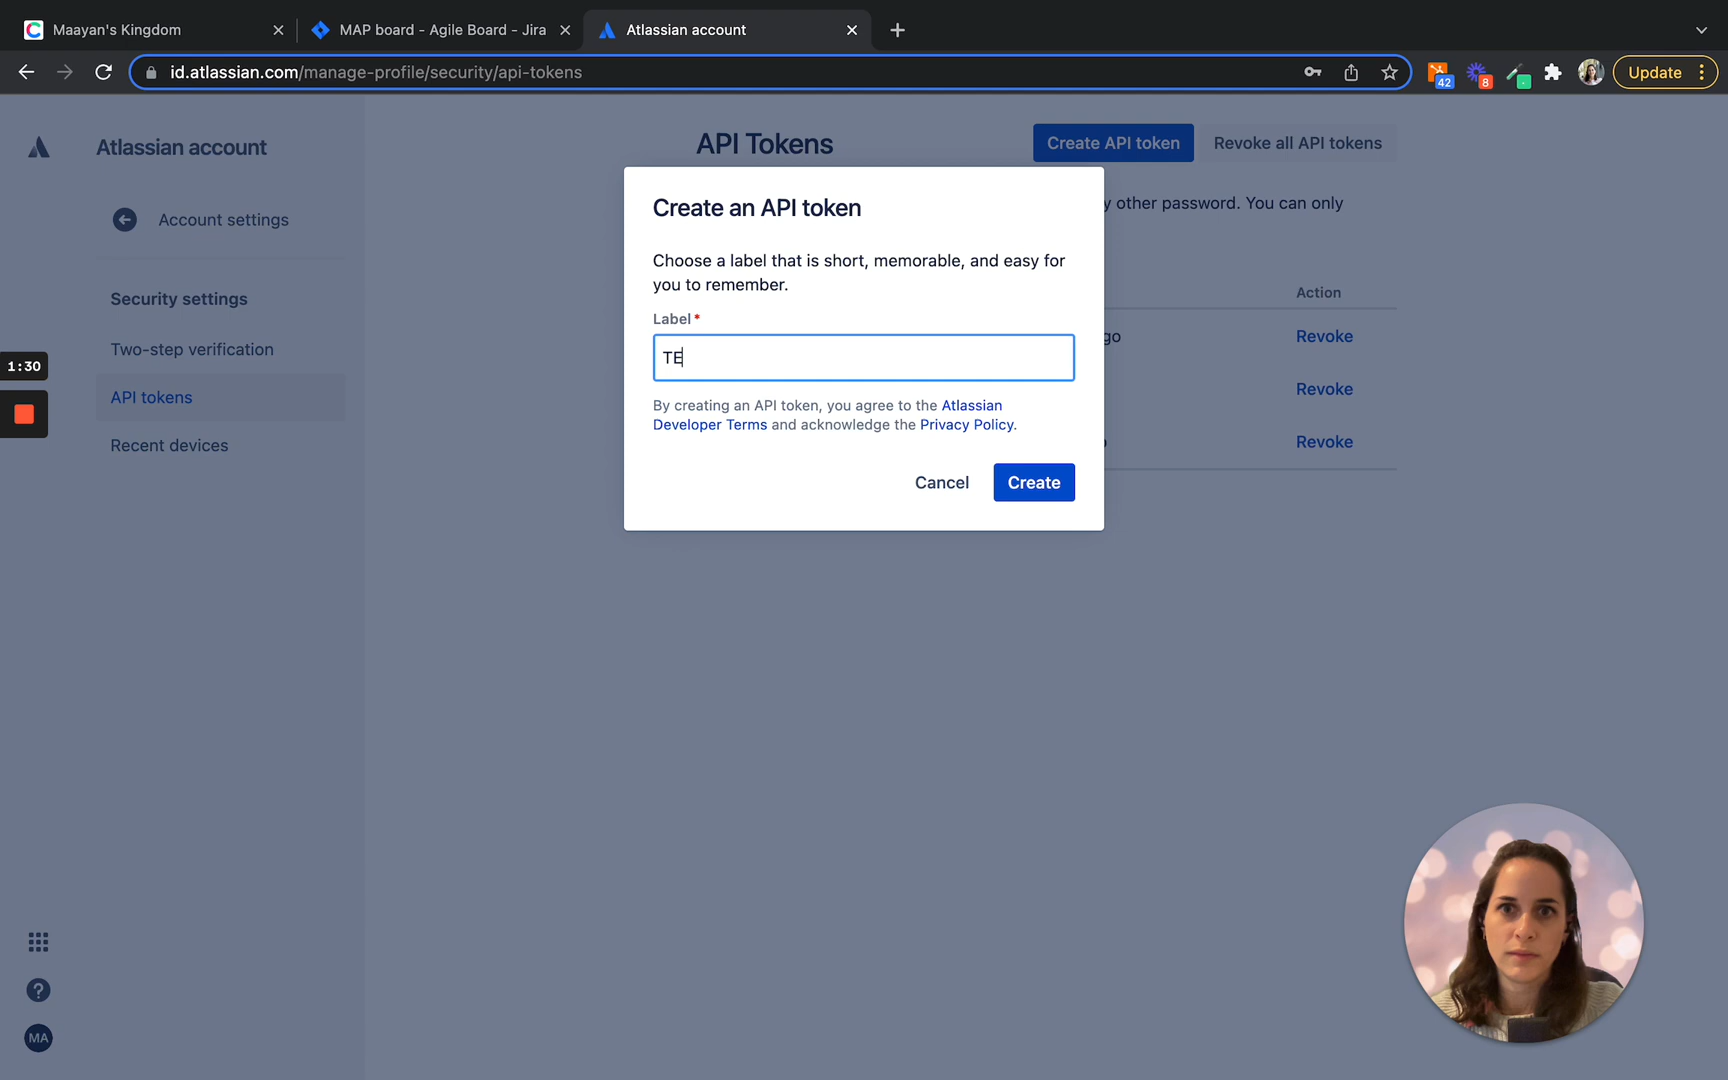 Maayan's Kingdom
MAP board - Agile Board - Jira
Atlassian account
id.atlassian.com/manage-profile/security/api-tokens
42
8
Update
Atlassian account
API Tokens
Create API token
Revoke all API tokens
Account settings
y other password. You can only
Create an API token
Choose a label that is short, memorable, and easy for
you to remember.
Label *
TE
By creating an API token, you agree to the Atlassian
Developer Terms and acknowledge the Privacy Policy.
Cancel
Create
Action
go
Revoke
Revoke
Revoke
Security settings
Two-step verification
1:30
API tokens
Recent devices
?
MA